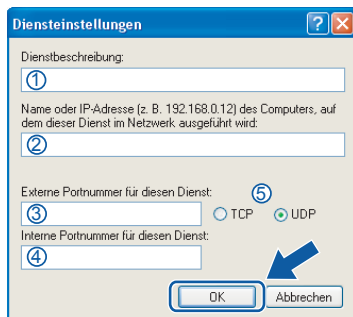 Diensteinstellungen
Dienstbeschreibung:
①
Name oder IP-Adresse (z. B. 192.168.0.12) des Computers, auf
dem dieser Dienst im Netzwerk ausgeführt wird:
②
Externe Portnummer für diesen Dienst: ⑤
③ TCP UDP
Interne Portnummer für diesen Dienst:
④
OK Abbrechen